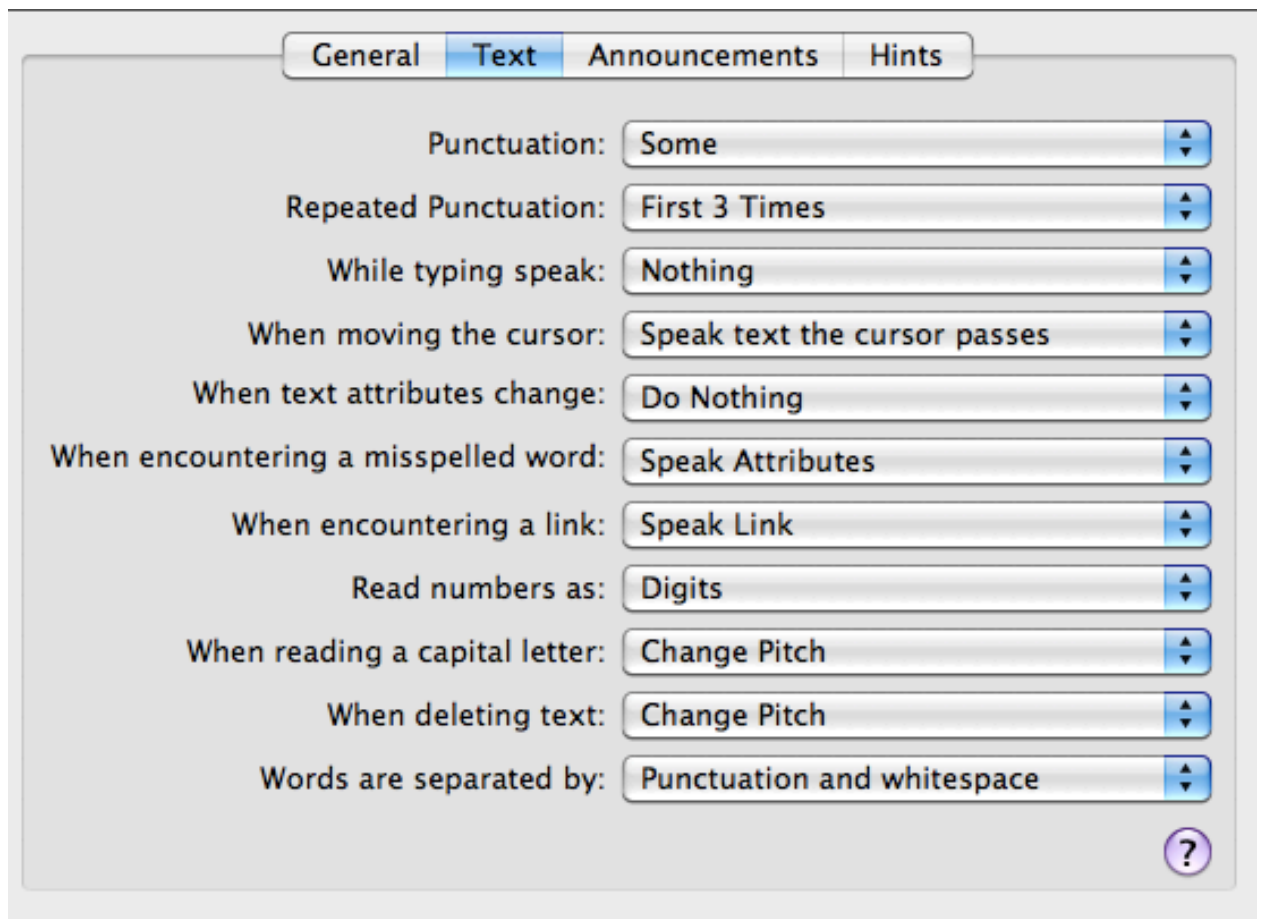 General Text Announcements Hints
Punctuation: Some
Repeated Punctuation: First 3 Times
While typing speak: Nothing
When moving the cursor: Speak text the cursor passes
When text attributes change: Do Nothing
When encountering a misspelled word: Speak Attributes
When encountering a link: Speak Link
Read numbers as: Digits
When reading a capital letter: Change Pitch
When deleting text: Change Pitch
Words are separated by: Punctuation and whitespace
?